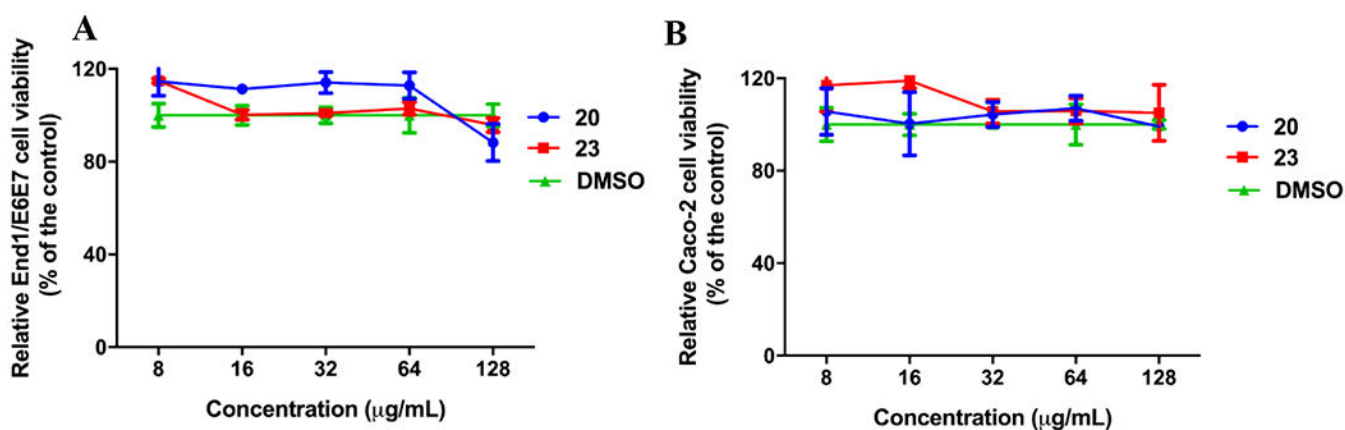 A
Relative End1/E6E7 cell viability
(% of the control)
120
80
40
0
8 16 32 64 128
Concentration (μg/mL)
20
23
DMSO
B
Relative Caco-2 cell viability
(% of the control)
120
80
40
0
8 16 32 64 128
Concentration (μg/mL)
20
23
DMSO